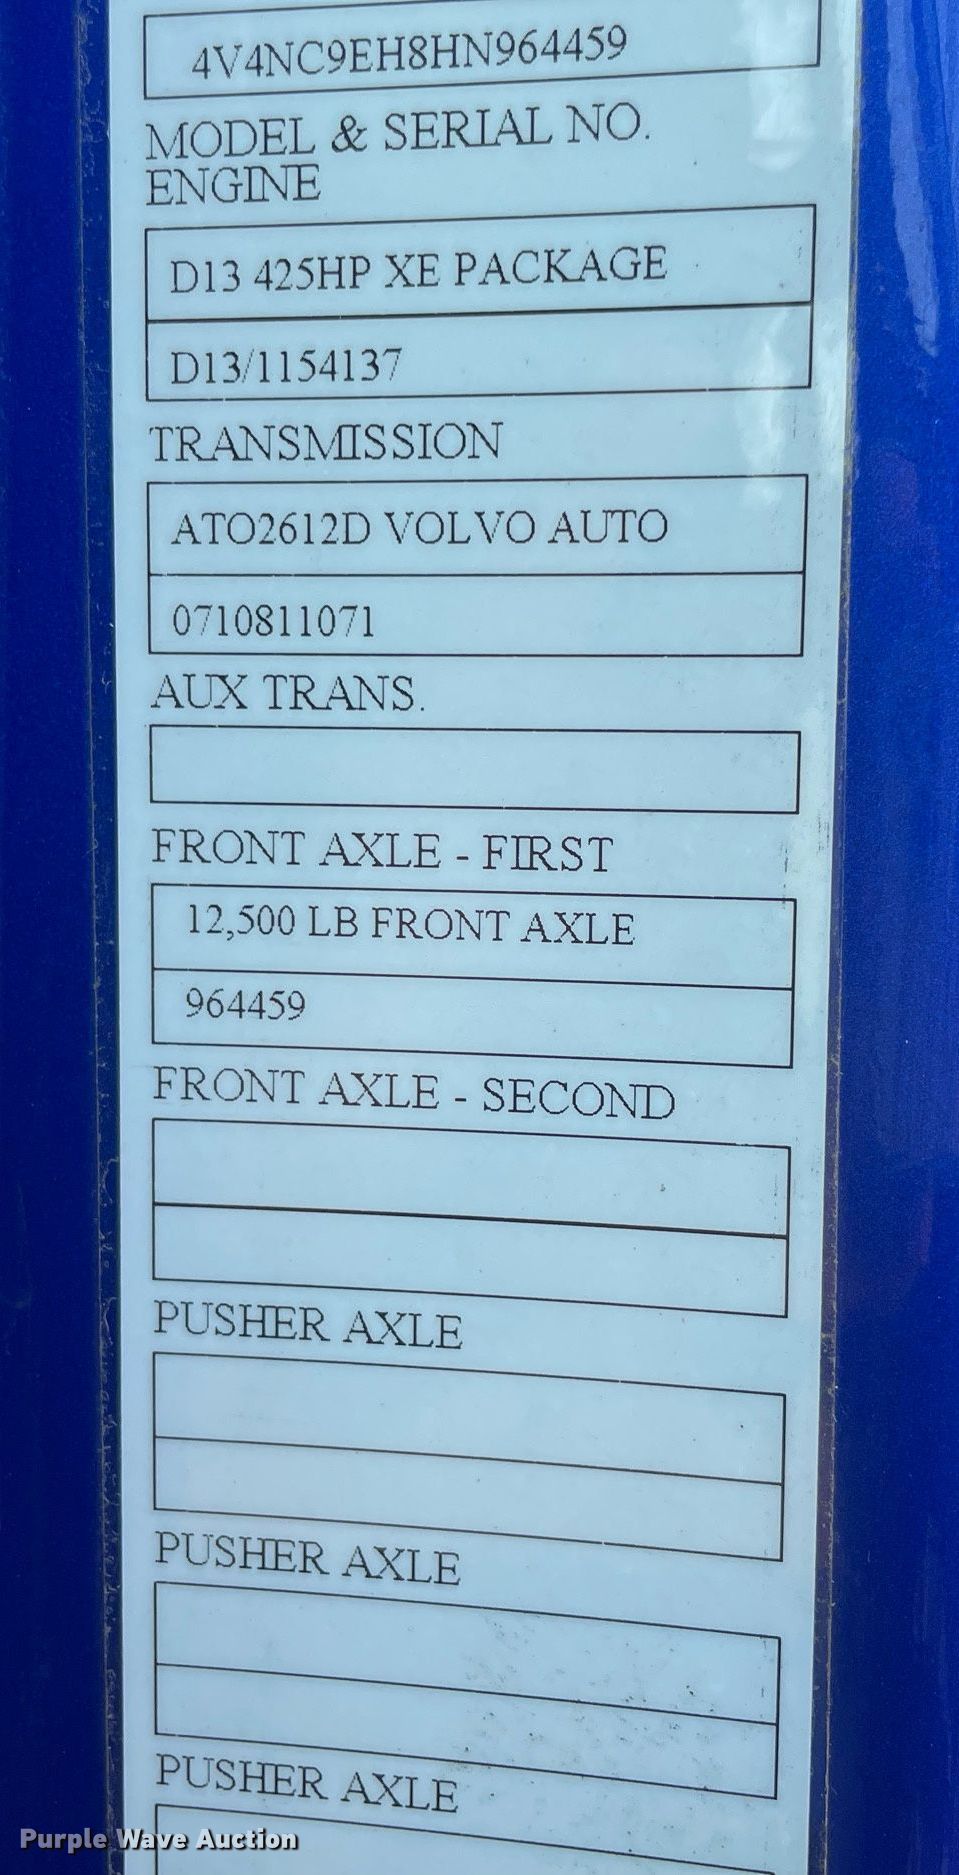 4V4NC9EH8HN964459
MODEL & SERIAL NO.
ENGINE
D13 425HP XE PACKAGE
D13/1154137
TRANSMISSION
ATO2612D VOLVO AUTO
0710811071
AUX TRANS.
FRONT AXLE - FIRST
12,500 LB FRONT AXLE
964459
FRONT AXLE - SECOND
PUSHER AXLE
PUSHER AXLE
PUSHER AXLE
Purple Wave Auction